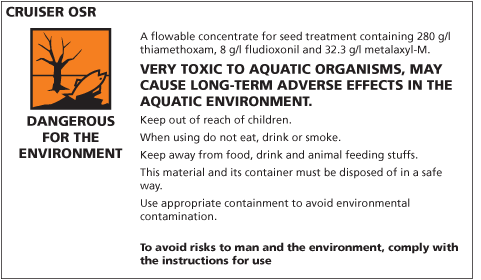 CRUISER OSR
A flowable concentrate for seed treatment containing 280 g/l
thiamethoxam, 8 g/l fludioxonil and 32.3 g/l metalaxyl-M.
VERY TOXIC TO AQUATIC ORGANISMS, MAY
CAUSE LONG-TERM ADVERSE EFFECTS IN THE
AQUATIC ENVIRONMENT.
DANGEROUS
FOR THE
ENVIRONMENT
Keep out of reach of children.
When using do not eat, drink or smoke.
Keep away from food, drink and animal feeding stuffs.
This material and its container must be disposed of in a safe
way.
Use appropriate containment to avoid environmental
contamination.
To avoid risks to man and the environment, comply with
the instructions for use